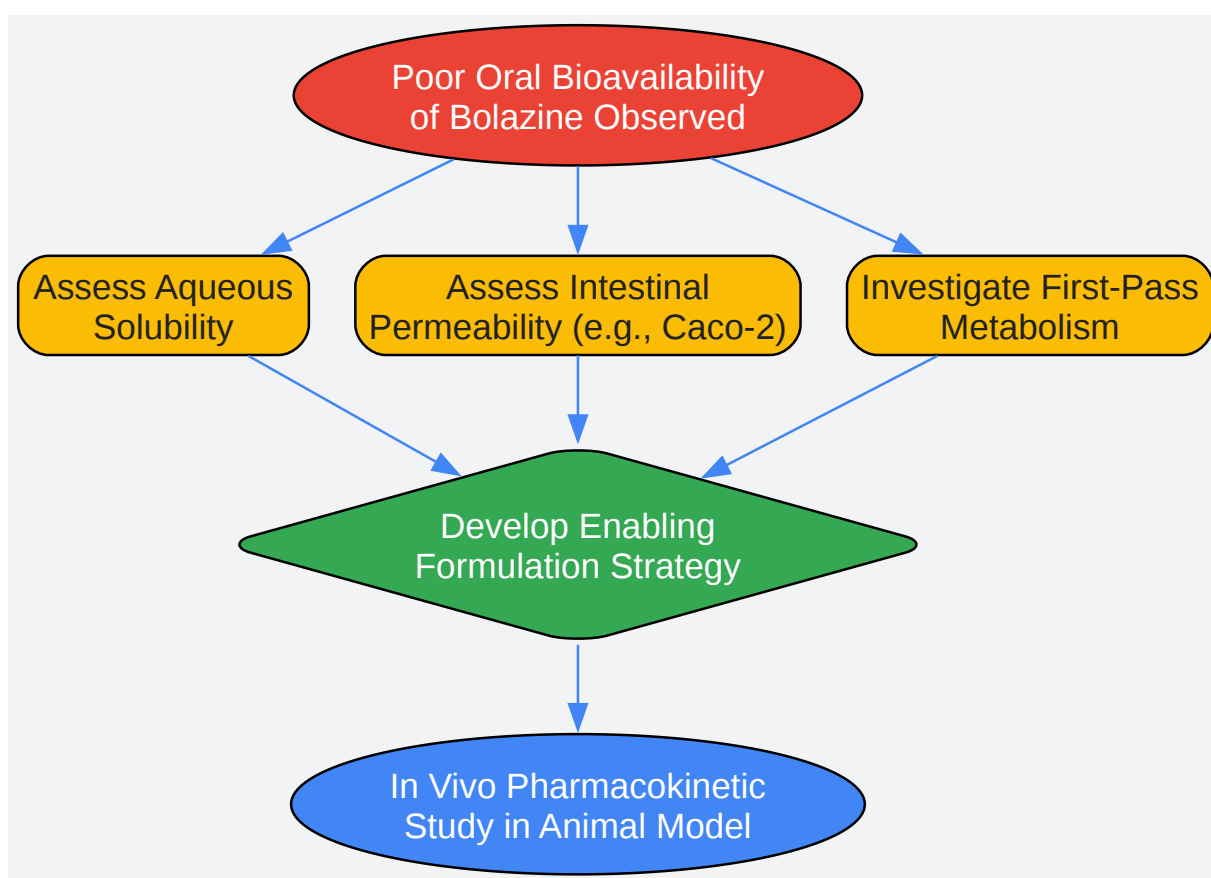 Poor Oral Bioavailability
of Bolazine Observed
Assess Aqueous
Solubility
Assess Intestinal
Permeability (e.g., Caco-2)
Investigate First-Pass
Metabolism
Develop Enabling
Formulation Strategy
In Vivo Pharmacokinetic
Study in Animal Model